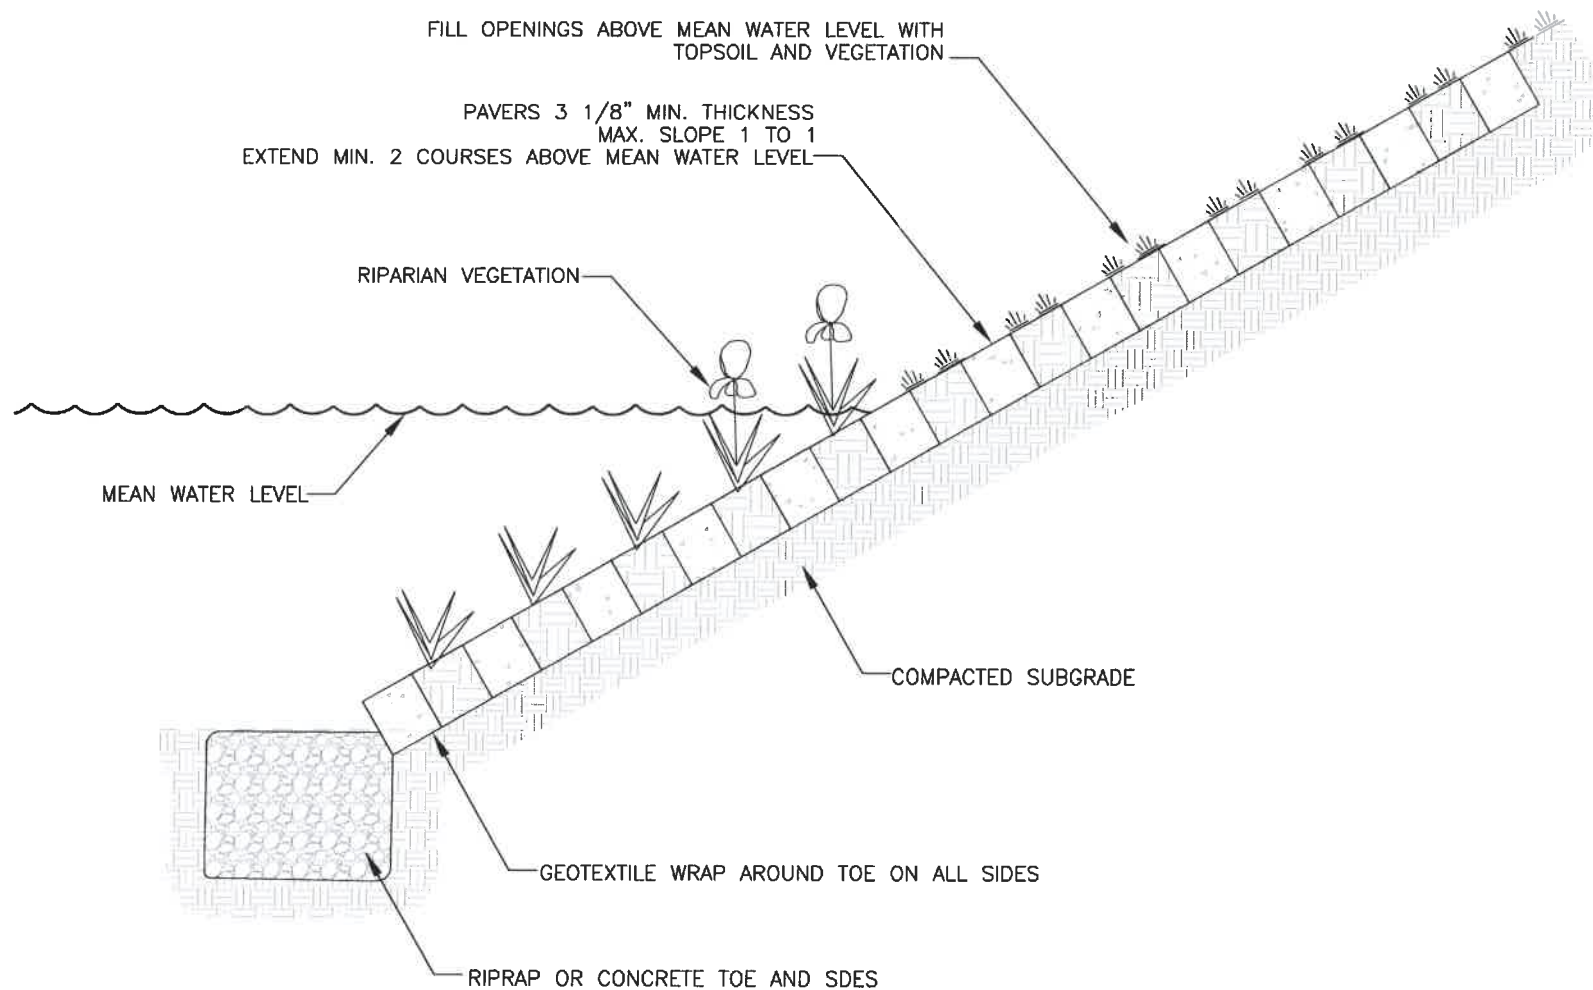 FILL OPENINGS ABOVE MEAN WATER LEVEL WITH
TOPSOIL AND VEGETATION
PAVERS 3 1/8" MIN. THICKNESS
MAX. SLOPE 1 TO 1
EXTEND MIN. 2 COURSES ABOVE MEAN WATER LEVEL
RIPARIAN VEGETATION
MEAN WATER LEVEL
COMPACTED SUBGRADE
GEOTEXTILE WRAP AROUND TOE ON ALL SIDES
RIPRAP OR CONCRETE TOE AND SDES